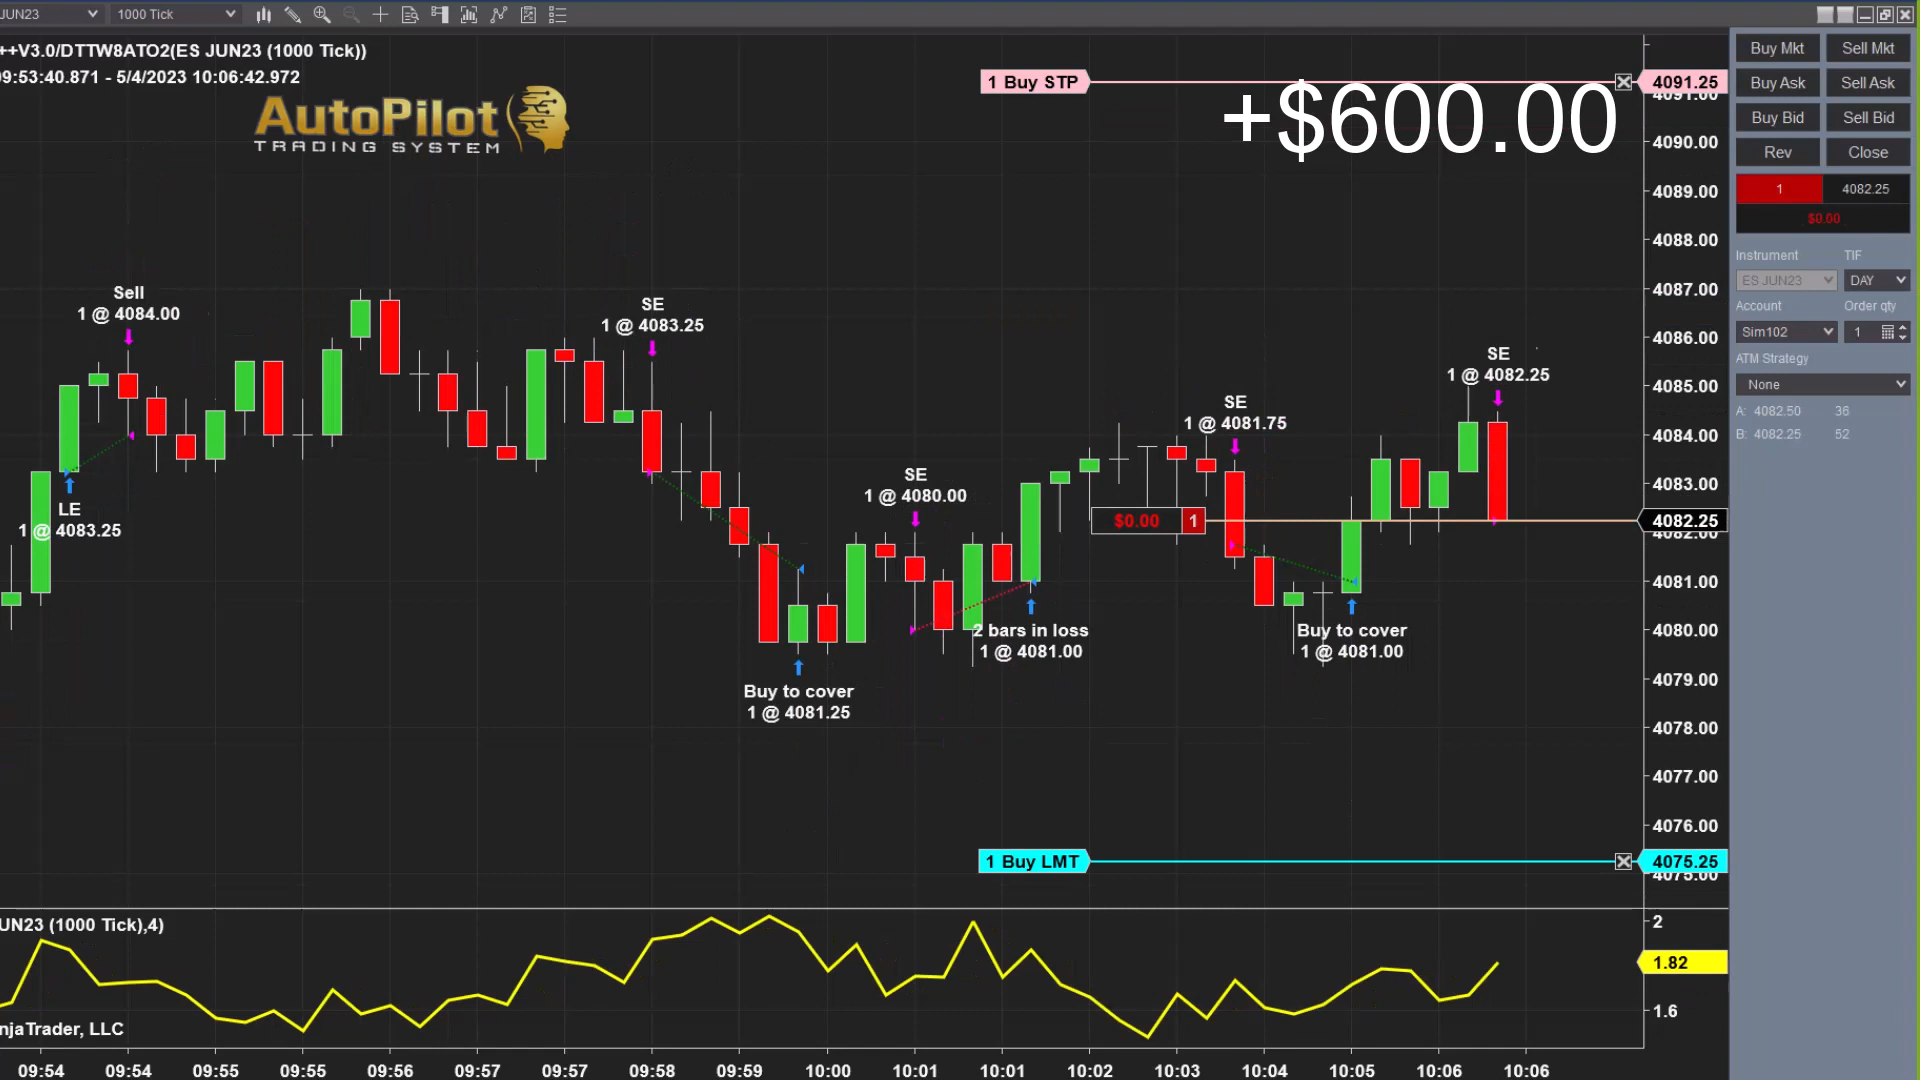 JUN23
1000 Tick
++V3.0/DTTW8ATO2(ES JUN23 (1000 Tick))
09:53:40.871 - 5/4/2023 10:06:42.972
AutoPilot
TRADING SYSTEM
+$600.00
1 Buy STP
4091.25
4091.00
4090.00
4089.00
4088.00
4087.00
4086.00
4085.00
4084.00
4083.00
4082.25
4082.00
4081.00
4080.00
4079.00
4078.00
4077.00
4076.00
1 Buy LMT
4075.25
4075.00
Sell
1 @ 4084.00
LE
1 @ 4083.25
SE
1 @ 4083.25
Buy to cover
1 @ 4081.25
SE
1 @ 4080.00
2 bars in loss
1 @ 4081.00
$0.00 1
SE
1 @ 4081.75
Buy to cover
1 @ 4081.00
SE
1 @ 4082.25
UN23 (1000 Tick),4)
2
1.82
1.6
njaTrader, LLC
09:54 09:54 09:55 09:55 09:56 09:57 09:57 09:58 09:59 10:00 10:01 10:01 10:02 10:03 10:04 10:05 10:06 10:06
Buy Mkt Sell Mkt
Buy Ask Sell Ask
Buy Bid Sell Bid
Rev Close
1 4082.25
$0.00
Instrument TIF
ES JUN23 DAY
Account Order qty
Sim102 1
ATM Strategy
None
A: 4082.50 36
B: 4082.25 52